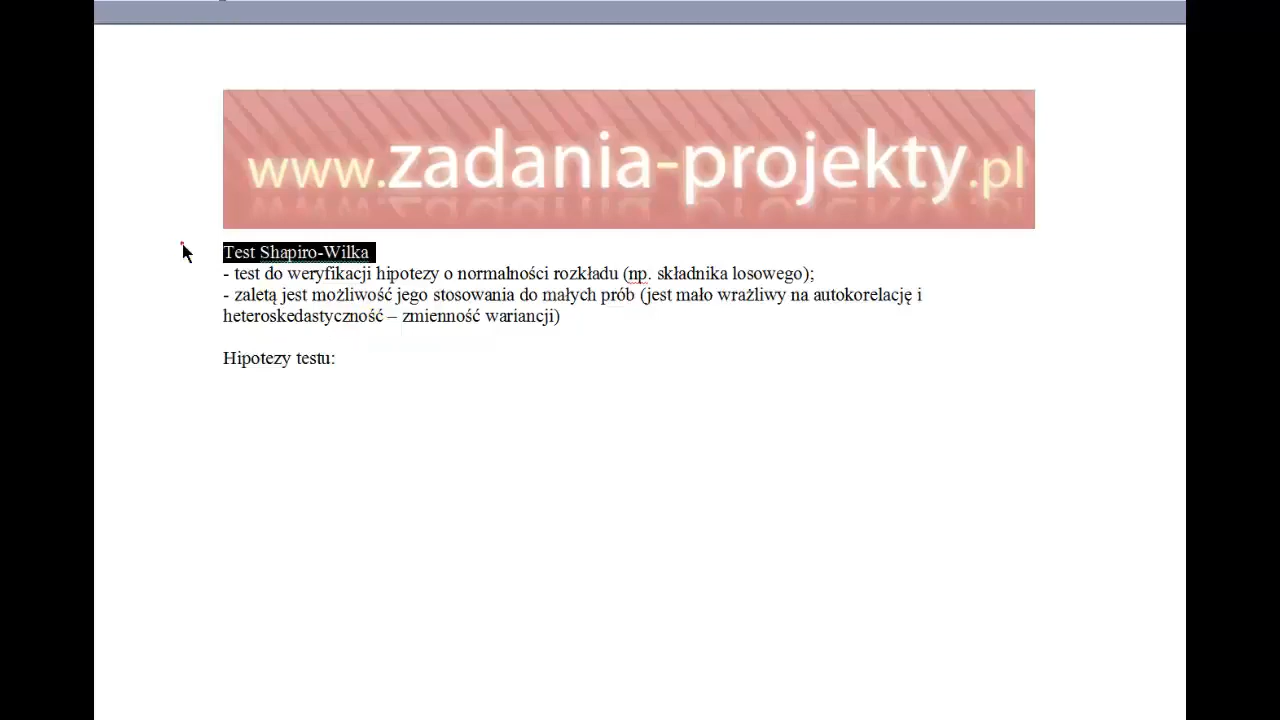 www.zadania-projekty.pl
Test Shapiro-Wilka
- test do weryfikacji hipotezy o normalności rozkładu (np. składnika losowego);
- zaletą jest możliwość jego stosowania do małych prób (jest mało wrażliwy na autokorelację i
heteroskedastyczność – zmienność wariancji)
Hipotezy testu: